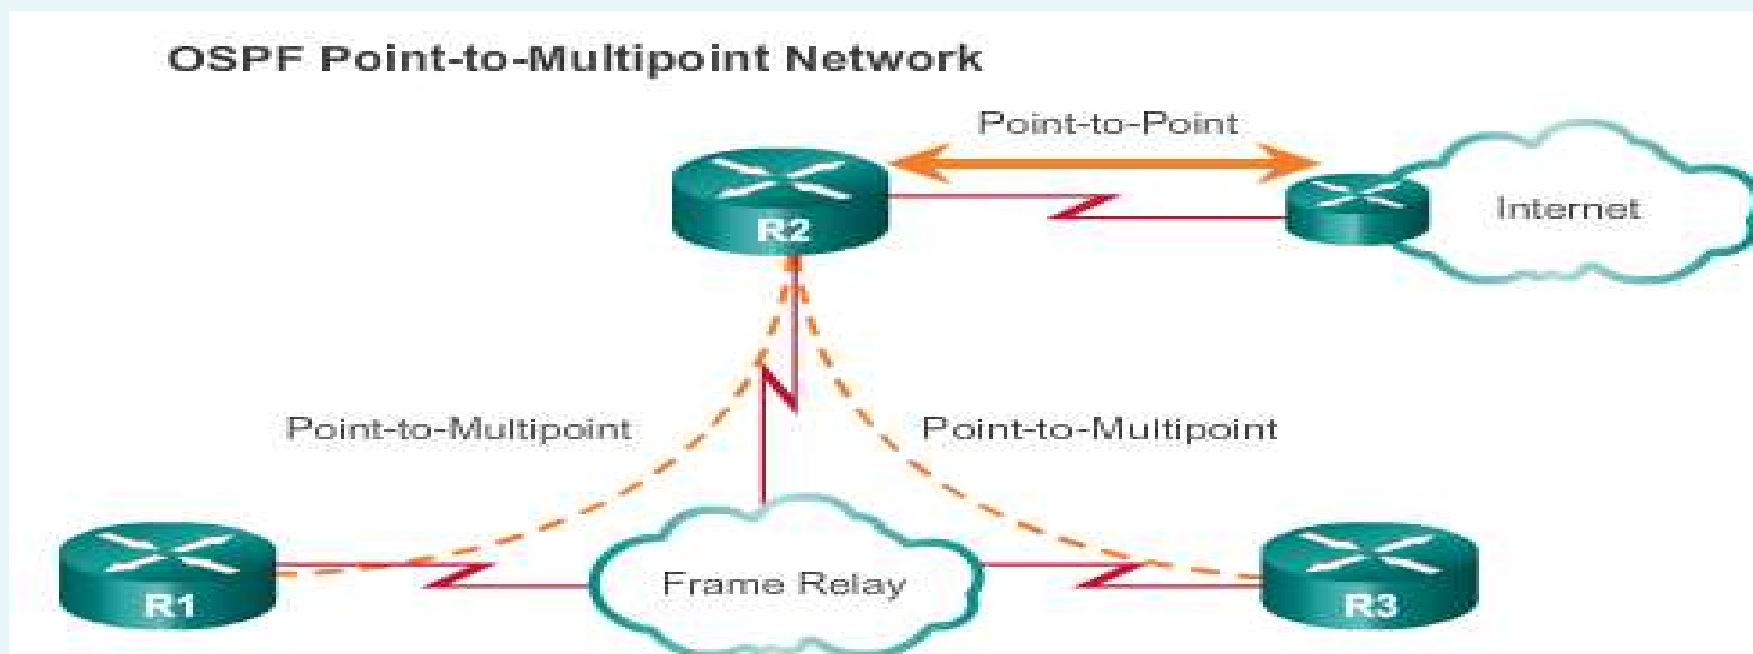 OSPF Point-to-Multipoint Network
Point-to-Point
R2
Internet
Point-to-Multipoint
Point-to-Multipoint
R1
Frame Relay
R3